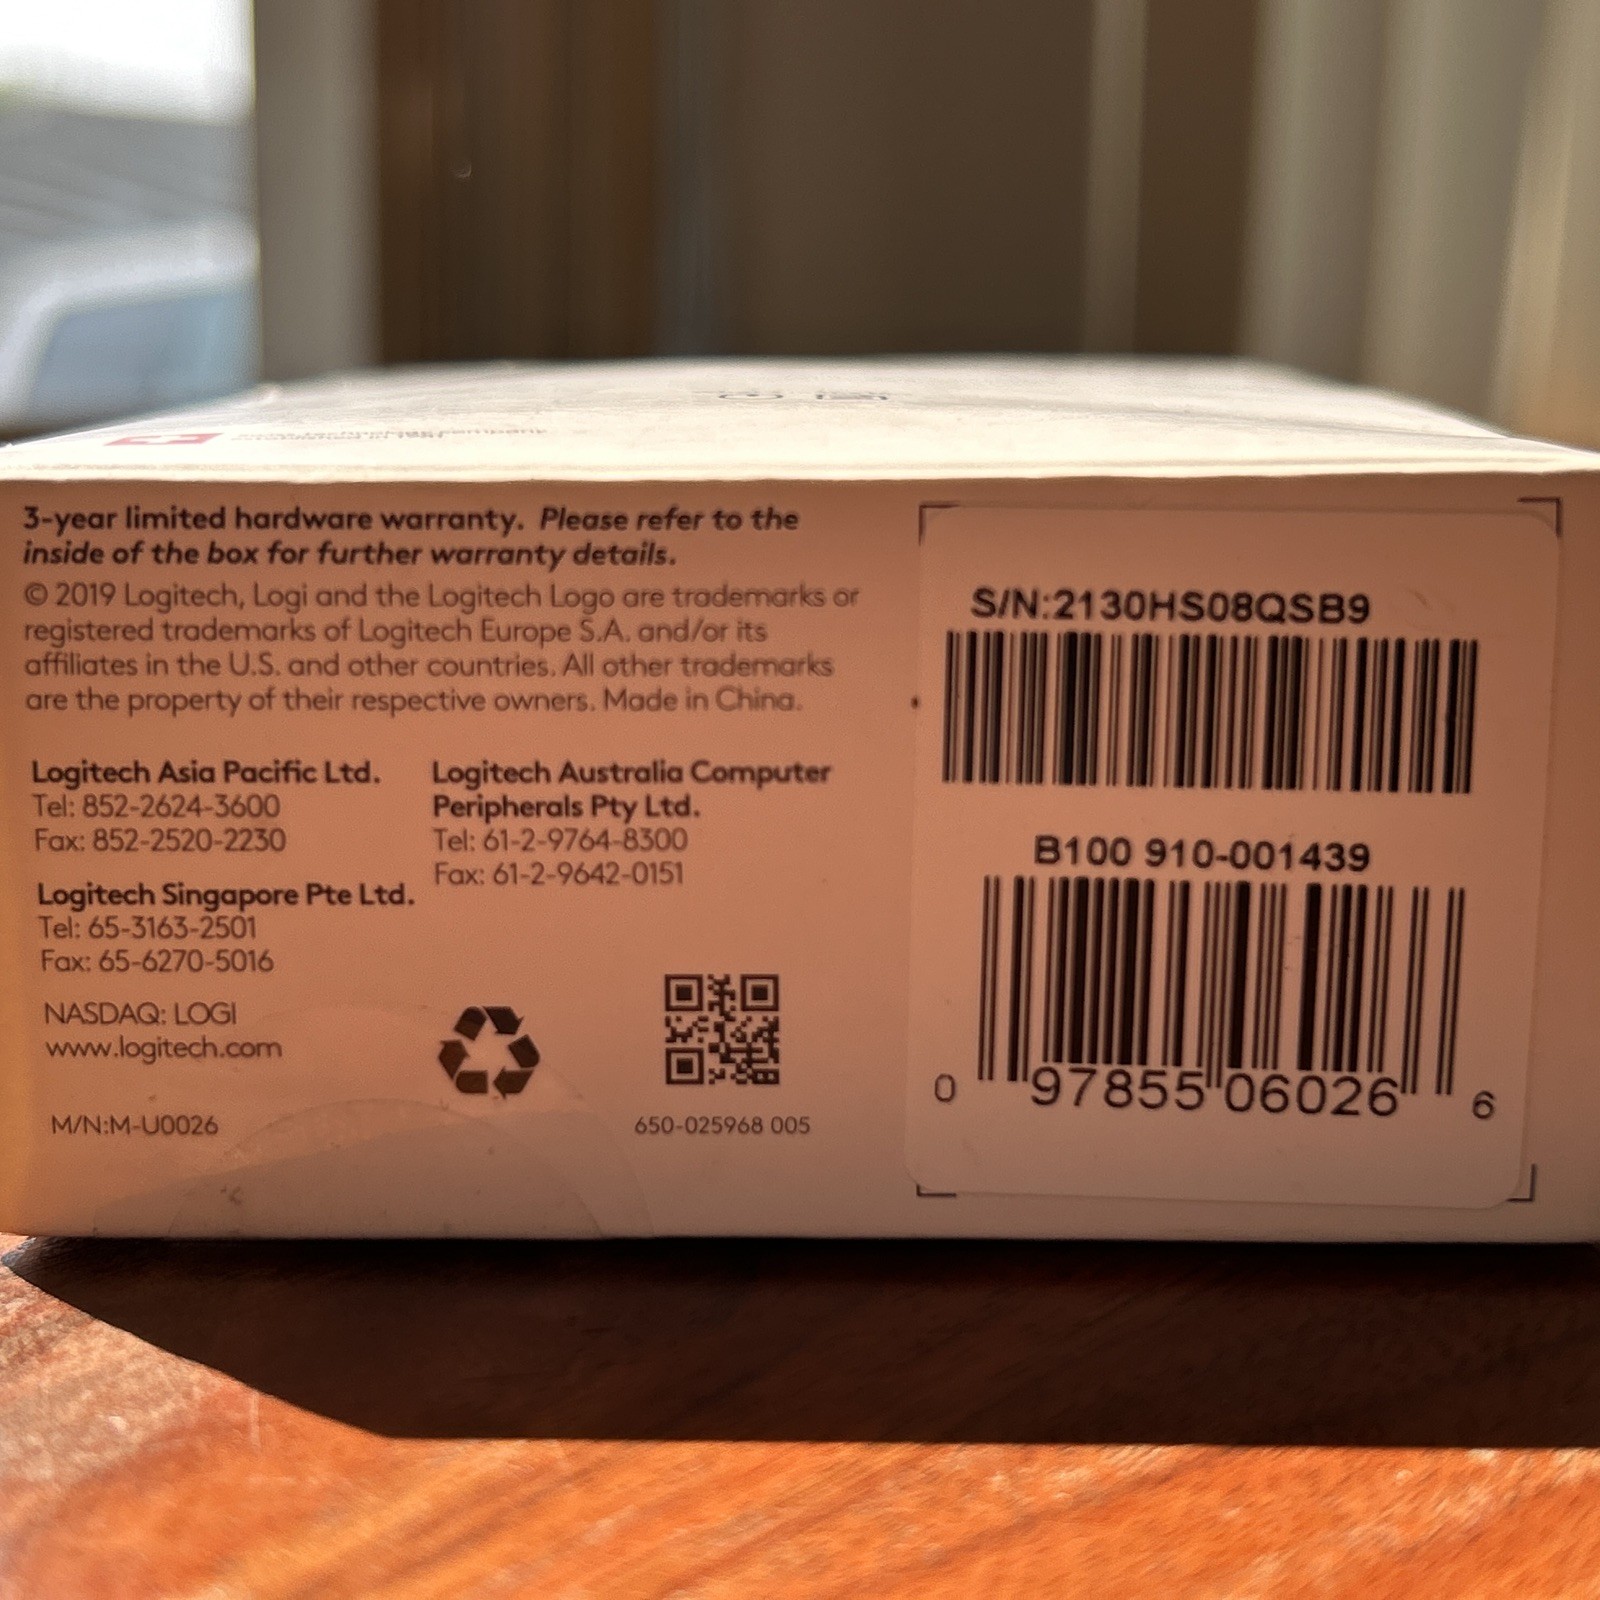 3-year limited hardware warranty. Please refer to the
inside of the box for further warranty details.
© 2019 Logitech, Logi and the Logitech Logo are trademarks or
registered trademarks of Logitech Europe S.A. and/or its
affiliates in the U.S. and other countries. All other trademarks
are the property of their respective owners. Made in China.
Logitech Asia Pacific Ltd.
Tel: 852-2624-3600
Fax: 852-2520-2230
Logitech Singapore Pte Ltd.
Tel: 65-3163-2501
Fax: 65-6270-5016
NASDAQ: LOGI
www.logitech.com
M/N:M-U0026
Logitech Australia Computer
Peripherals Pty Ltd.
Tel: 61-2-9764-8300
Fax: 61-2-9642-0151
650-025968 005
S/N:2130HS08QSB9
B100 910-001439
0 97855 06026 6